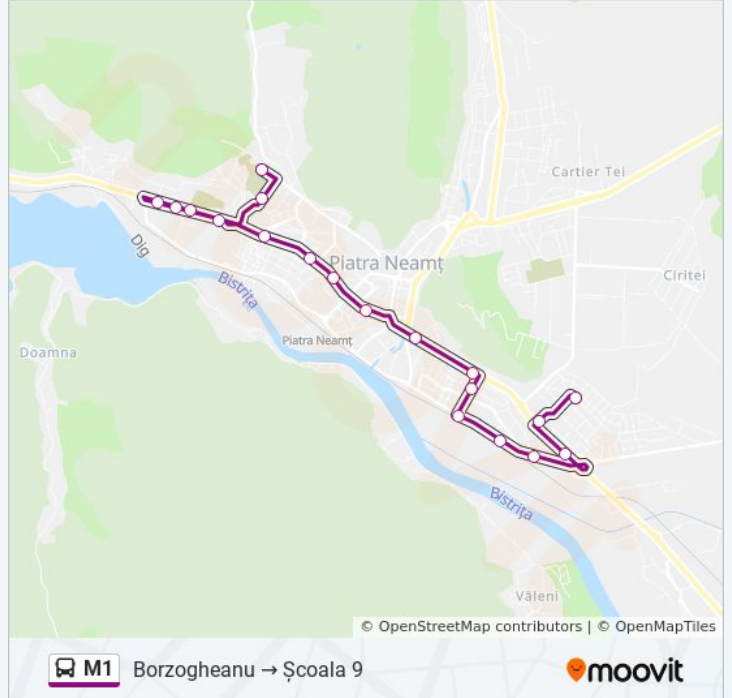 Cartier Tei
Piatra Neamț
Ciritei
Dig
Bistrița
Piatra Neamț
Doamna
Bistrița
Văleni
© OpenStreetMap contributors | © OpenMapTiles
M1 Borzogheanu → Școala 9
moovit